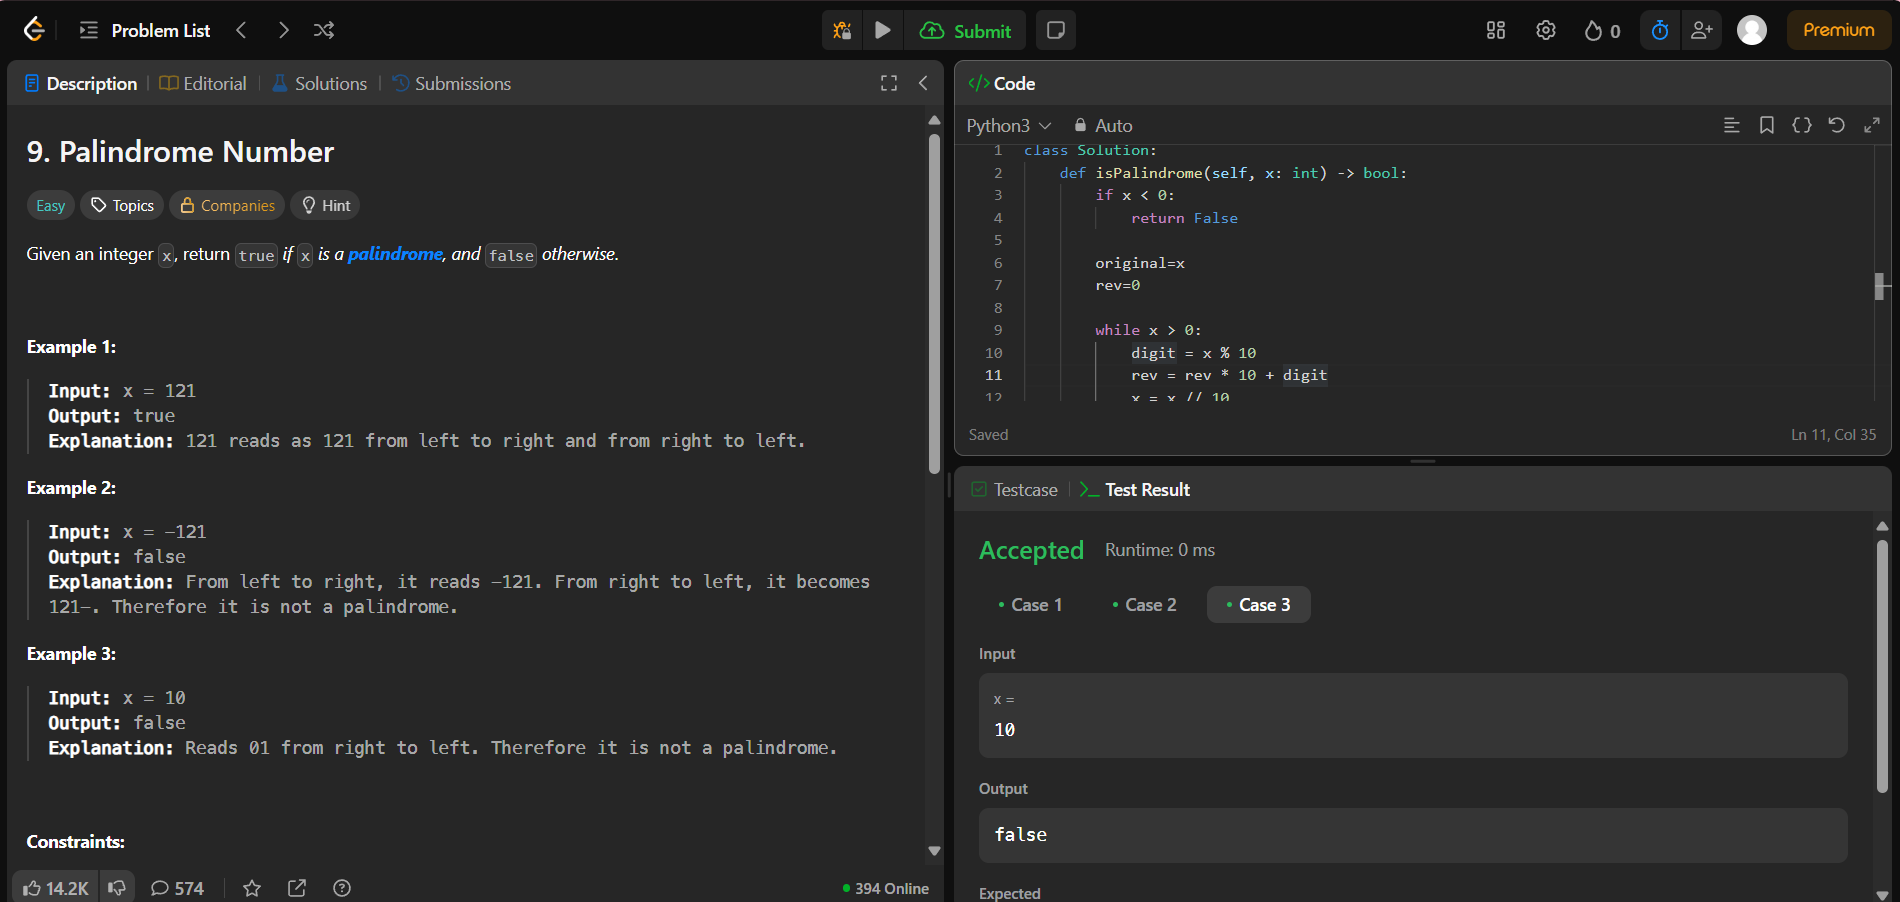 Problem List
Submit
0
Premium
Description
Editorial
Solutions
Submissions
9. Palindrome Number
Easy
Topics
Companies
Hint
Given an integer x, return true if x is a palindrome, and false otherwise.
Example 1:
Input: x = 121
Output: true
Explanation: 121 reads as 121 from left to right and from right to left.
Example 2:
Input: x = -121
Output: false
Explanation: From left to right, it reads -121. From right to left, it becomes
121-. Therefore it is not a palindrome.
Example 3:
Input: x = 10
Output: false
Explanation: Reads 01 from right to left. Therefore it is not a palindrome.
Constraints:
14.2K
574
394 Online
</> Code
Python3
Auto
1 class Solution:
2 def isPalindrome(self, x: int) -> bool:
3 if x < 0:
4 return False
5
6 original=x
7 rev=0
8
9 while x > 0:
10 digit = x % 10
11 rev = rev * 10 + digit
12 x = x // 10
Saved
Ln 11, Col 35
Testcase
Test Result
Accepted
Runtime: 0 ms
Case 1
Case 2
Case 3
Input
x =
10
Output
false
Expected